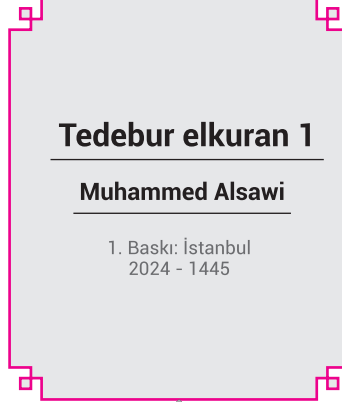 Tedebur elkuran 1
Muhammed Alsawi
1. Baskı: İstanbul
2024 - 1445